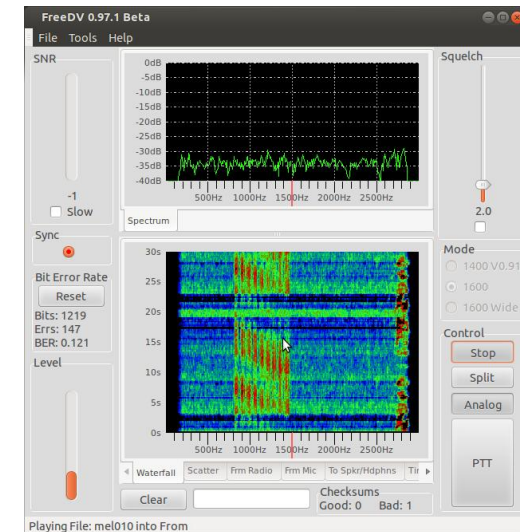 FreeDV 0.97.1 Beta
File Tools Help
SNR
-1
Slow
Sync
Bit Error Rate
Reset
Bits: 1219
Errs: 147
BER: 0.121
Level
0dB
-5dB
-10dB
-15dB
-20dB
-25dB
-30dB
-35dB
-40dB
500Hz 1000Hz 1500Hz 2000Hz 2500Hz
Spectrum
30s
25s
20s
15s
10s
5s
0s
500Hz 1000Hz 1500Hz 2000Hz 2500Hz
Waterfall Scatter Frm Radio Frm Mic To Spkr/Hdphns
Clear
Checksums
Good: 0 Bad: 1
Squelch
2.0
Mode
1400 V0.91
1600
1600 Wide
Control
Stop
Split
Analog
PTT
Playing File: mel010 into From